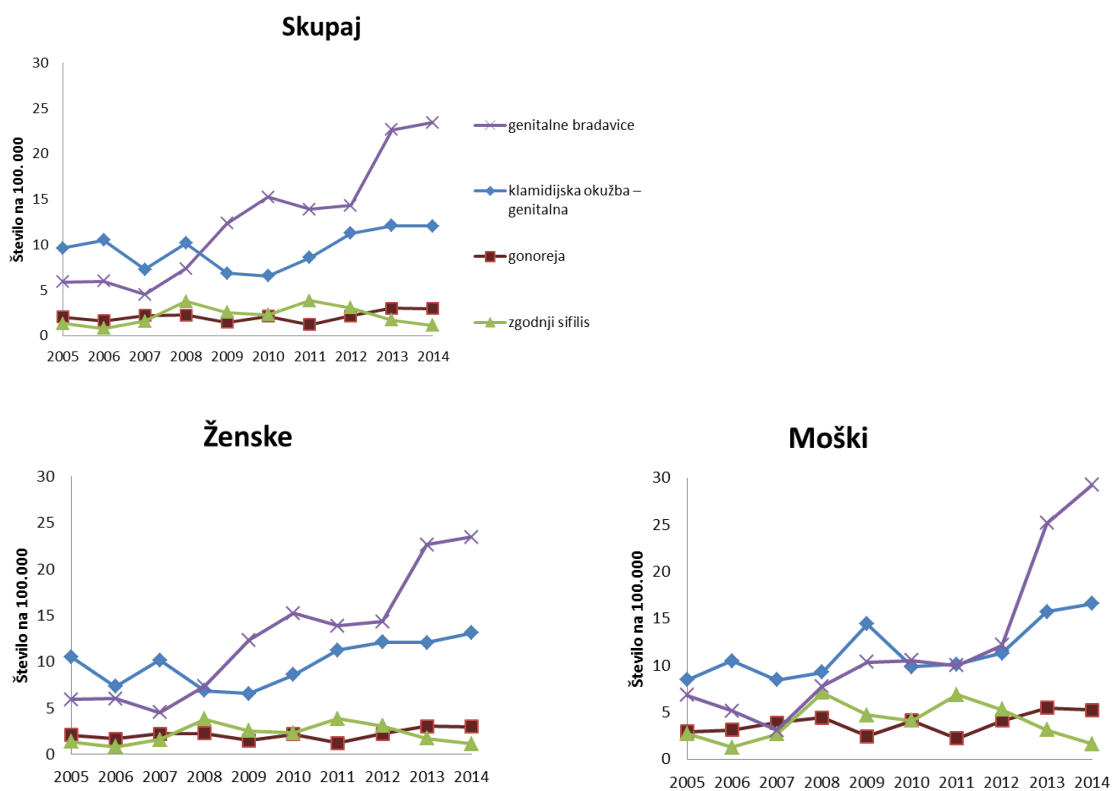 Skupaj
Število na 100. 000
30
25
20
15
10
5
0
2005 2006 2007 2008 2009 2010 2011 2012 2013 2014
genitalne bradavice
klamidijska okužba –
genitalna
gonoreja
zgodnji sifilis
Ženske
Število na 100.000
30
25
20
15
10
5
0
2005 2006 2007 2008 2009 2010 2011 2012 2013 2014
Moški
Število na 100.000
30
25
20
15
10
5
0
2005 2006 2007 2008 2009 2010 2011 2012 2013 2014